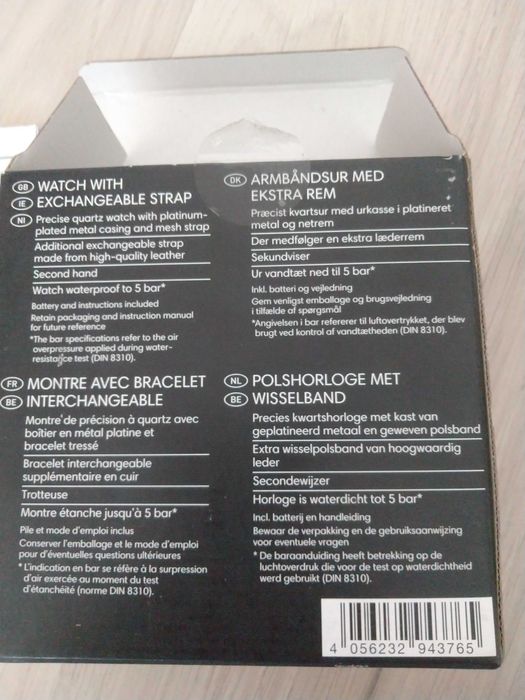 GB WATCH WITH
IE EXCHANGEABLE STRAP
NI Precise quartz watch with platinum-
plated metal casing and mesh strap
Additional exchangeable strap
made from high-quality leather
Second hand
Watch waterproof to 5 bar*
Battery and instructions included
Retain packaging and instruction manual
for future reference
*The bar specifications refer to the air
overpressure applied during water-
resistance test (DIN 8310).
DK ARMBÅNDSUR MED
EKSTRA REM
Præcist kvartsur med urkasse i platineret
metal og netrem
Der medfølger en ekstra læderrem
Sekundviser
Ur vandtæt ned til 5 bar*
Inkl. batteri og vejledning
Gem venligst emballage og brugsvejledning
i tilfælde af spørgsmål
*Angivelsen i bar refererer til luftovertrykket, der blev
brugt ved kontrol af vandtætheden (DIN 8310).
FR MONTRE AVEC BRACELET
BE INTERCHANGEABLE
Montre de précision à quartz avec
boîtier en métal platine et
bracelet tressé
Bracelet interchangeable
supplémentaire en cuir
Trotteuse
Montre étanche jusqu'à 5 bar*
Pile et mode d'emploi inclus
Conserver l'emballage et le mode d'emploi
pour d'éventuelles questions ultérieures
* L'indication en bar se réfère à la surpression
d'air exercée au moment du test
d'étanchéité (norme DIN 8310).
NL POLSHORLOGE MET
BE WISSELBAND
Precies kwartshorloge met kast van
geplatineerd metaal en geweven polsband
Extra wisselpolsband van hoogwaardig
leder
Secondewijzer
Horloge is waterdicht tot 5 bar*
Incl. batterij en handleiding
Bewaar de verpakking en de gebruiksaanwijzing
voor eventuele vragen
* De baraanduiding heeft betrekking op de
luchtoverdruk die voor de test op waterdichtheid
werd gebruikt (DIN 8310).
4 056232 943765